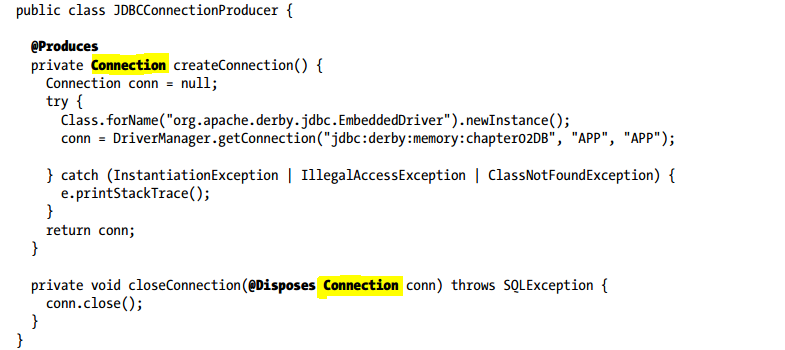 public class JDBCConnectionProducer {
@Produces
private Connection createConnection() {
Connection conn = null;
try {
Class.forName("org.apache.derby.jdbc.EmbeddedDriver").newInstance();
conn = DriverManager.getConnection("jdbc:derby:memory:chapter02DB", "APP", "APP");
} catch (InstantiationException | IllegalAccessException | ClassNotFoundException) {
e.printStackTrace();
}
return conn;
}
private void closeConnection(@Disposes Connection conn) throws SQLException {
conn.close();
}
}